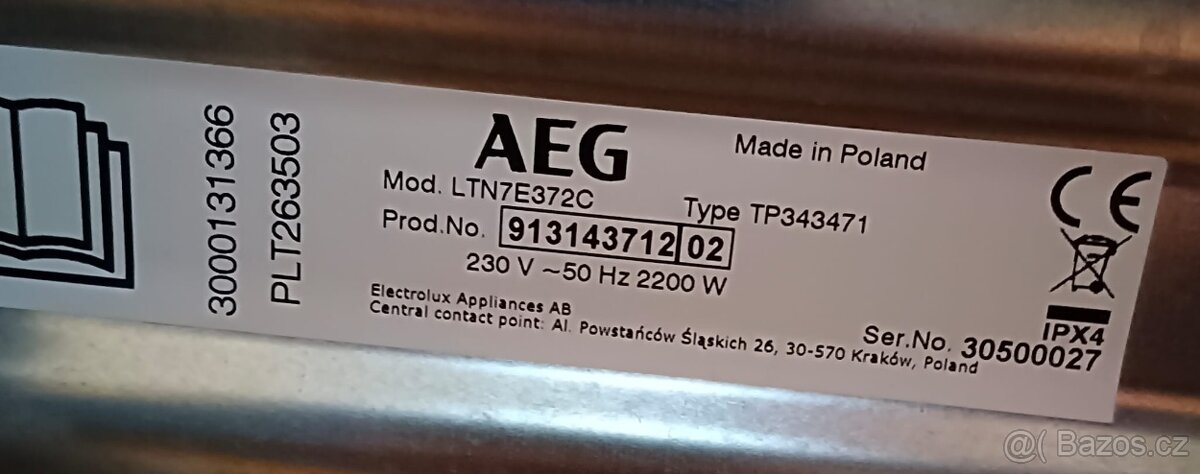 3000131366
PLT263503
AEG
Made in Poland
Mod. LTN7E372C
Type TP343471
Prod.No. 913143712 02
230 V ~50 Hz 2200 W
CE
IPX4
Electrolux Appliances AB
Central contact point: Al. Powstańców Śląskich 26, 30-570 Kraków, Poland
Ser.No. 30500027
@( Bazos.cz